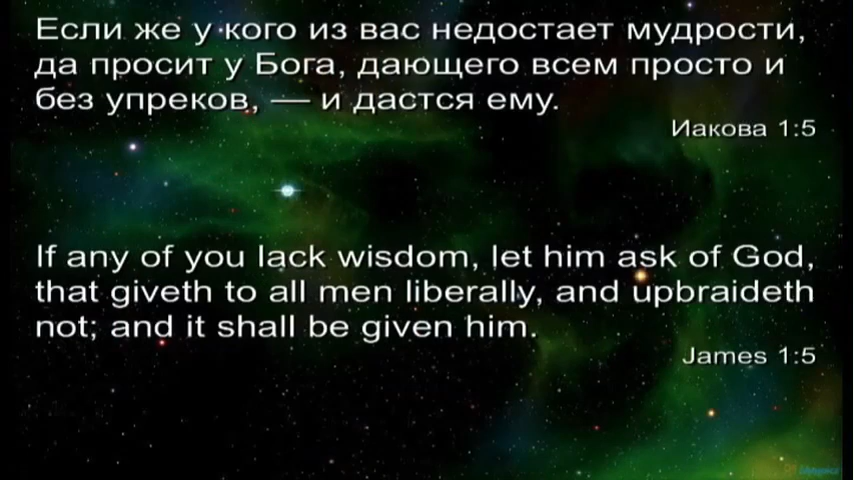 Если же у кого из вас недостает мудрости,
да просит у Бога, дающего всем просто и
без упреков, — и дастся ему.
Иакова 1:5
If any of you lack wisdom, let him ask of God,
that giveth to all men liberally, and upbraideth
not; and it shall be given him.
James 1:5